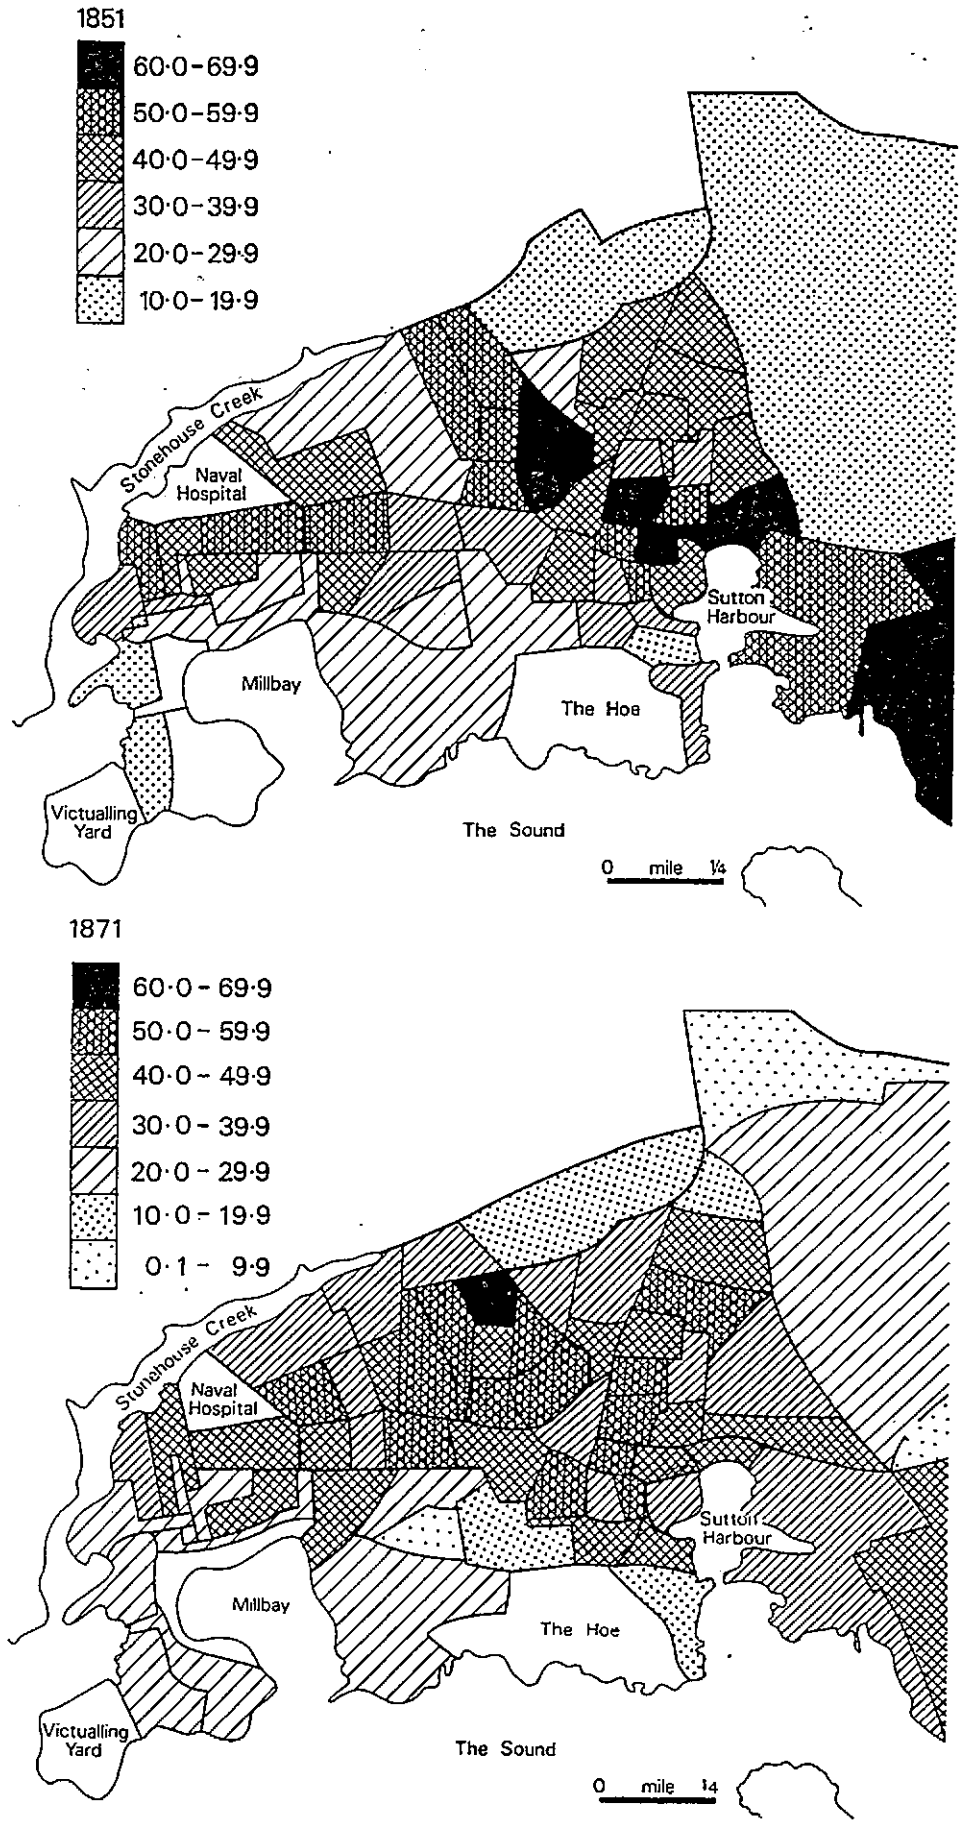 1851
60·0-69·9
50·0-59·9
40·0-49·9
30·0-39·9
20·0-29·9
10·0-19·9
Stonehouse Creek
Naval
Hospital
Sutton
Harbour
Millbay
The Hoe
Victualling
Yard
The Sound
0 mile 1/4
1871
60·0-69·9
50·0-59·9
40·0-49·9
30·0-39·9
20·0-29·9
10·0-19·9
0·1-9·9
Stonehouse Creek
Naval
Hospital
Sutton
Harbour
Millbay
The Hoe
Victualling
Yard
The Sound
0 mile 1/4